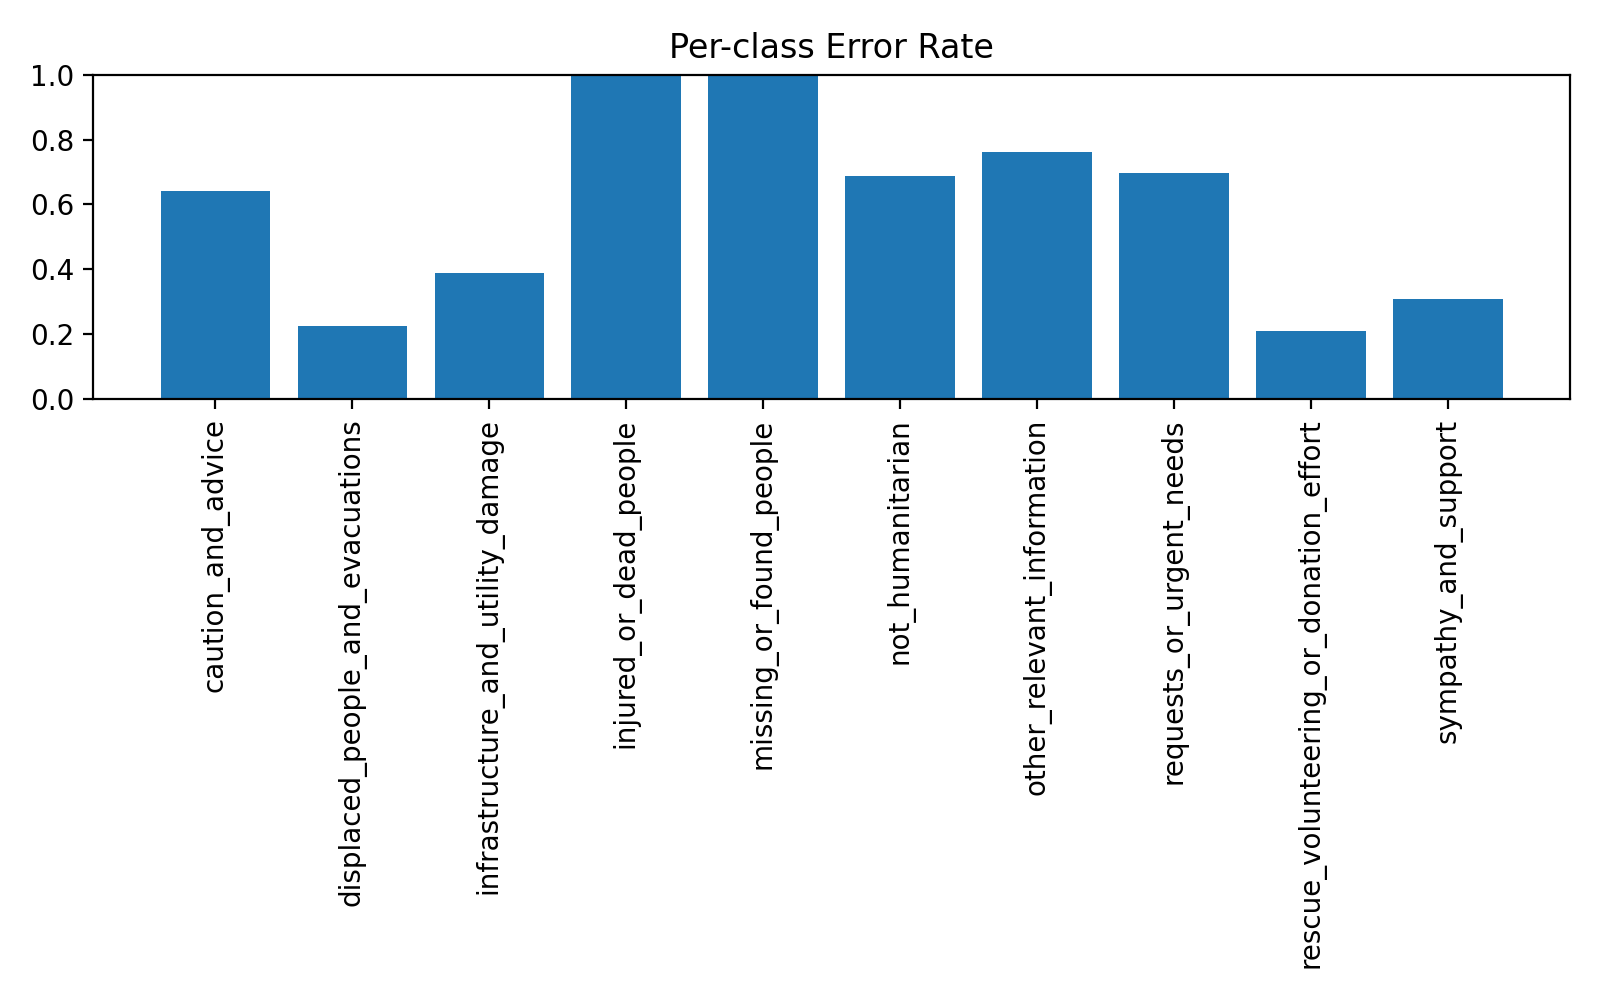 Per-class Error Rate
1.0
0.8
0.6
0.4
0.2
0.0
caution_and_advice
displaced_people_and_evacuations
infrastructure_and_utility_damage
injured_or_dead_people
missing_or_found_people
not_humanitarian
other_relevant_information
requests_or_urgent_needs
rescue_volunteering_or_donation_effort
sympathy_and_support